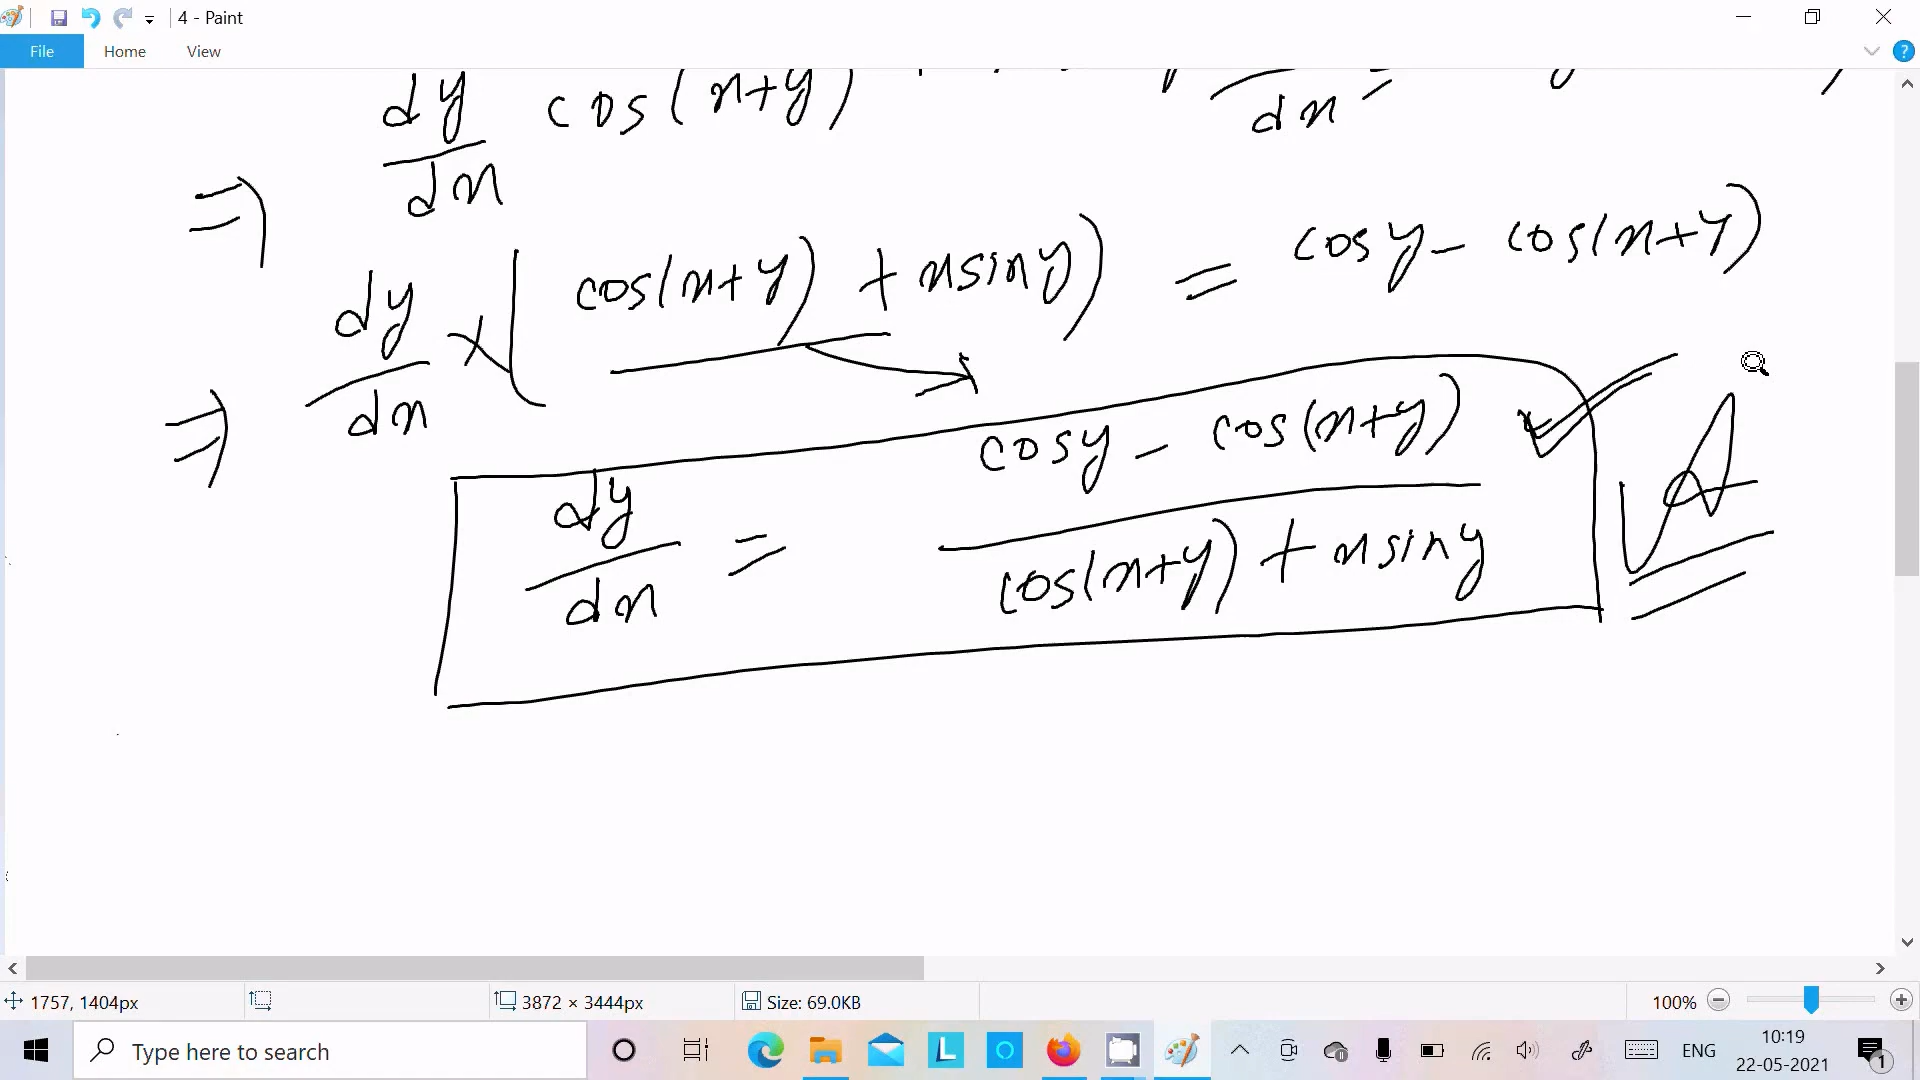 4 - Paint
File Home View
dy/dx cos(x+y)
dx =
⇒ dy/dx × (cos(x+y) + xsiny) = cosy - cos(x+y)
⇒ dy/dx = cosy - cos(x+y) / cos(x+y) + xsiny
1757, 1404px 3872 × 3444px Size: 69.0KB 100%
Type here to search ENG 10:19
22-05-2021 1